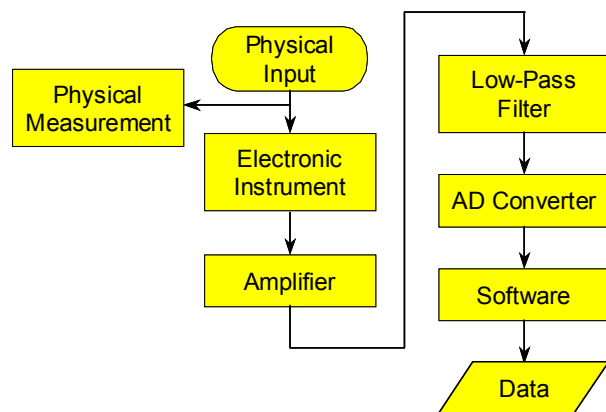 Physical
Input
Physical
Measurement
Electronic
Instrument
Amplifier
Low-Pass
Filter
AD Converter
Software
Data